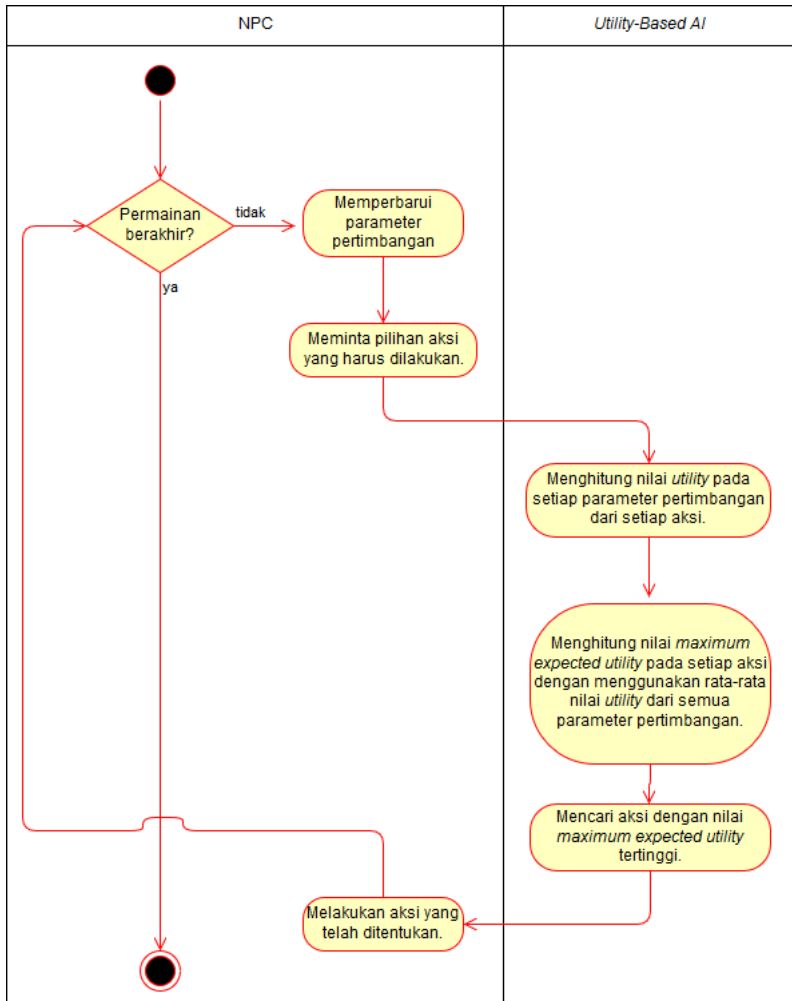 NPC
Utility-Based AI
Permainan
berakhir?
tidak
ya
Memperbarui
parameter
pertimbangan
Meminta pilihan aksi
yang harus dilakukan.
Menghitung nilai utility pada
setiap parameter pertimbangan
dari setiap aksi.
Menghitung nilai maximum
expected utility pada setiap aksi
dengan menggunakan rata-rata
nilai utility dari semua
parameter pertimbangan.
Mencari aksi dengan nilai
maximum expected utility
tertinggi.
Melakukan aksi yang
telah ditentukan.